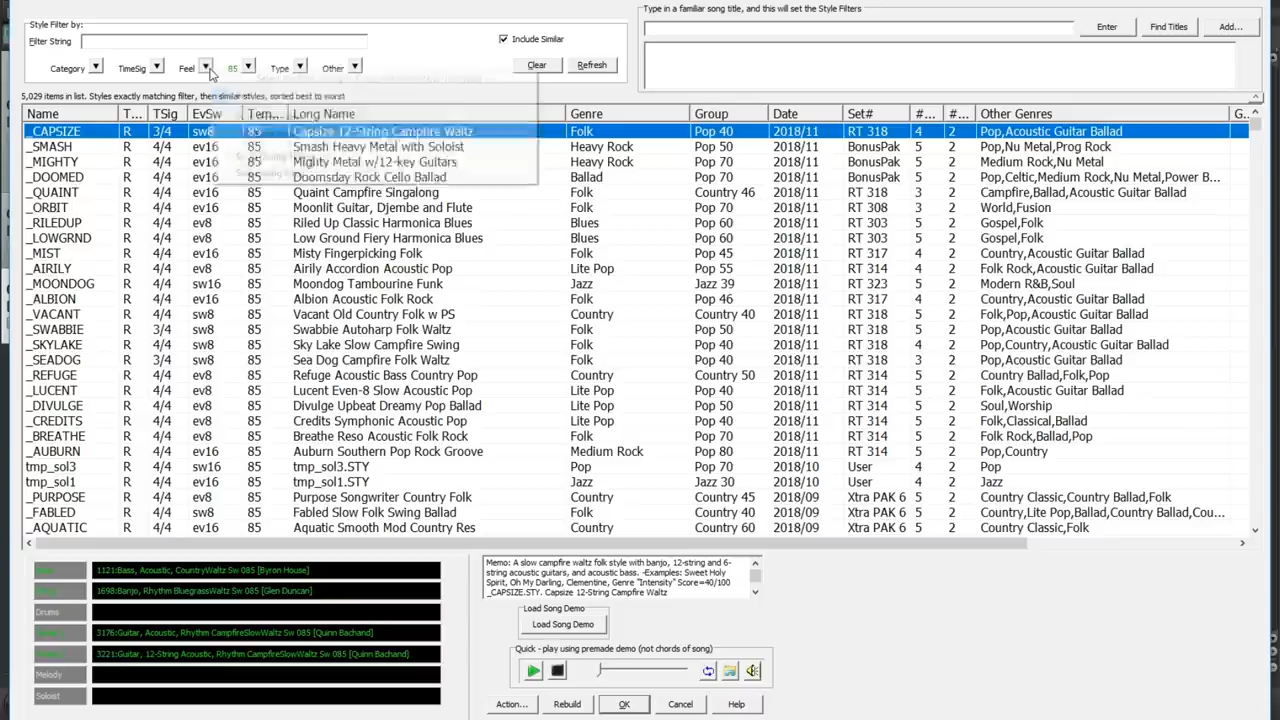 Style Filter by:
Filter String
Include Similar
Category TimeSig Feel 85 Type Other Clear Refresh
Type in a familiar song title, and this will set the Style Filters
Enter Find Titles Add...
5,029 items in list. Styles exactly matching filter, then similar styles, sorted best to worst
Name T... TSig EvSw Tem... Long Name Genre Group Date Set# #... #... Other Genres G...
_CAPSIZE R 3/4 sw8 85 Capsize 12-String Campfire Waltz Folk Pop 40 2018/11 RT 318 4 2 Pop,Acoustic Guitar Ballad
_SMASH R 4/4 ev16 85 Smash Heavy Metal with Soloist Heavy Rock Pop 50 2018/11 BonusPak 5 2 Pop,Nu Metal,Prog Rock
_MIGHTY R 4/4 ev16 85 Mighty Metal w/12-key Guitars Heavy Rock Pop 70 2018/11 BonusPak 5 2 Medium Rock,Nu Metal
_DOOMED R 4/4 ev16 85 Doomsday Rock Cello Ballad Ballad Pop 70 2018/11 BonusPak 5 2 Pop,Celtic,Medium Rock,Nu Metal,Power B...
_QUAINT R 4/4 ev16 85 Quaint Campfire Singalong Folk Country 46 2018/11 RT 318 3 2 Campfire,Ballad,Acoustic Guitar Ballad
_ORBIT R 4/4 ev16 85 Moonlit Guitar, Djembe and Flute Folk Pop 70 2018/11 RT 308 3 2 World,Fusion
_RILEDUP R 4/4 ev8 85 Riled Up Classic Harmonica Blues Blues Pop 70 2018/11 RT 303 5 2 Gospel,Folk
_LOWGRND R 4/4 ev8 85 Low Ground Fiery Harmonica Blues Blues Pop 60 2018/11 RT 303 5 2 Gospel,Folk
_MIST R 4/4 ev16 85 Misty Fingerpicking Folk Folk Pop 45 2018/11 RT 317 3 2 Country,Acoustic Guitar Ballad
_AIRILY R 4/4 ev8 85 Airily Accordion Acoustic Pop Lite Pop Pop 55 2018/11 RT 314 4 2 Folk Rock,Acoustic Guitar Ballad
_MOONDOG R 4/4 sw16 85 Moondog Tambourine Funk Jazz Jazz 39 2018/11 RT 323 5 2 Modern R&B,Soul
_ALBION R 4/4 ev16 85 Albion Acoustic Folk Rock Folk Pop 46 2018/11 RT 317 4 2 Country,Acoustic Guitar Ballad
_VACANT R 4/4 sw8 85 Vacant Old Country Folk w PS Country Country 40 2018/11 RT 314 5 2 Folk,Pop,Acoustic Guitar Ballad
_SWABBIE R 3/4 sw8 85 Swabbie Autoharp Folk Waltz Folk Pop 50 2018/11 RT 318 5 2 Pop,Acoustic Guitar Ballad
_SKYLAKE R 4/4 sw8 85 Sky Lake Slow Campfire Swing Folk Pop 40 2018/11 RT 318 4 2 Pop,Country,Acoustic Guitar Ballad
_SEADOG R 3/4 sw8 85 Sea Dog Campfire Folk Waltz Folk Pop 40 2018/11 RT 318 3 2 Pop,Acoustic Guitar Ballad
_REFUGE R 4/4 ev8 85 Refuge Acoustic Bass Country Pop Country Country 50 2018/11 RT 314 5 2 Country Ballad,Folk,Pop
_LUCENT R 4/4 ev8 85 Lucent Even-8 Slow Acoustic Pop Lite Pop Pop 40 2018/11 RT 314 5 2 Folk,Acoustic Guitar Ballad
_DIVULGE R 4/4 ev8 85 Divulge Upbeat Dreamy Pop Ballad Lite Pop Pop 50 2018/11 RT 314 5 2 Soul,Worship
_CREDITS R 4/4 ev8 85 Credits Symphonic Acoustic Pop Lite Pop Pop 40 2018/11 RT 314 5 2 Folk,Classical,Ballad
_BREATHE R 4/4 ev8 85 Breathe Reso Acoustic Folk Rock Folk Pop 70 2018/11 RT 314 5 2 Folk Rock,Ballad,Pop
_AUBURN R 4/4 ev16 85 Auburn Southern Pop Rock Groove Medium Rock Pop 80 2018/11 RT 314 5 2 Pop,Country
tmp_sol3 R 4/4 sw16 85 tmp_sol3.STY Pop Pop 70 2018/10 User 4 2 Pop
tmp_sol1 R 4/4 sw16 85 tmp_sol1.STY Jazz Jazz 30 2018/10 User 4 2 Jazz
_PURPOSE R 4/4 ev8 85 Purpose Songwriter Country Folk Country Country 45 2018/09 Xtra PAK 6 5 2 Country Classic,Country Ballad,Folk
_FABLED R 4/4 sw8 85 Fabled Slow Folk Swing Ballad Folk Country 40 2018/09 Xtra PAK 6 5 2 Country,Lite Pop,Ballad,Country Ballad,Cou...
_AQUATIC R 4/4 ev16 85 Aquatic Smooth Mod Country Res Country Country 60 2018/09 Xtra PAK 6 5 2 Country Classic,Folk
1121:Bass, Acoustic, CountryWaltz Sw 085 [Byron House]
1698:Banjo, Rhythm BluegrassWaltz Sw 085 [Glen Duncan]
Drums
3176:Guitar, Acoustic, Rhythm CampfireSlowWaltz Sw 085 [Quinn Bachand]
3221:Guitar, 12-String Acoustic, Rhythm CampfireSlowWaltz Sw 085 [Quinn Bachand]
Melody
Soloist
Memo: A slow campfire waltz folk style with banjo, 12-string and 6-
string acoustic guitars, and acoustic bass. -Examples: Sweet Holy
Spirit, Oh My Darling, Clementine, Genre "Intensity" Score=40/100
_CAPSIZE.STY. Capsize 12-String Campfire Waltz
Load Song Demo
Load Song Demo
Quick - play using premade demo (not chords of song)
Action... Rebuild OK Cancel Help